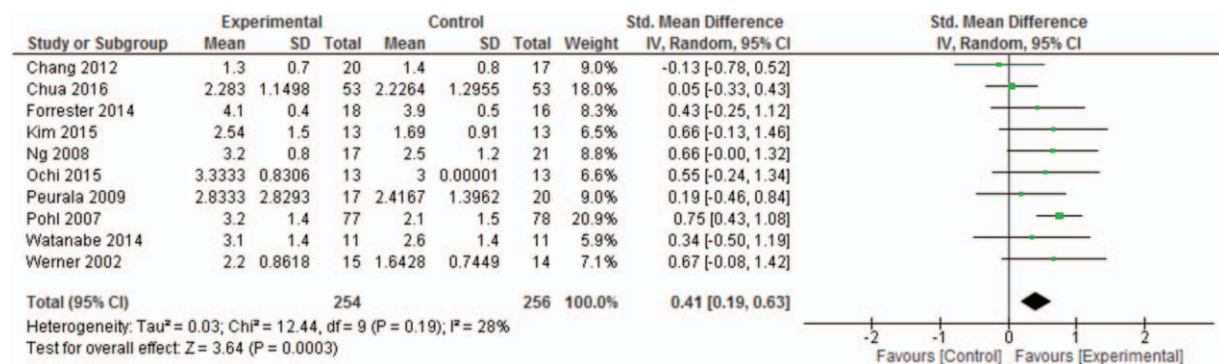 Experimental Control Std. Mean Difference Std. Mean Difference
Study or Subgroup Mean SD Total Mean SD Total Weight IV, Random, 95% CI IV, Random, 95% CI
Chang 2012 1.3 0.7 20 1.4 0.8 17 9.0% -0.13 [-0.78, 0.52]
Chua 2016 2.283 1.1498 53 2.2264 1.2955 53 18.0% 0.05 [-0.33, 0.43]
Forrester 2014 4.1 0.4 18 3.9 0.5 16 8.3% 0.43 [-0.25, 1.12]
Kim 2015 2.54 1.5 13 1.69 0.91 13 6.5% 0.66 [-0.13, 1.46]
Ng 2008 3.2 0.8 17 2.5 1.2 21 8.8% 0.66 [-0.00, 1.32]
Ochi 2015 3.3333 0.8306 13 3 0.00001 13 6.6% 0.55 [-0.24, 1.34]
Peurala 2009 2.8333 2.8293 17 2.4167 1.3962 20 9.0% 0.19 [-0.46, 0.84]
Pohl 2007 3.2 1.4 77 2.1 1.5 78 20.9% 0.75 [0.43, 1.08]
Watanabe 2014 3.1 1.4 11 2.6 1.4 11 5.9% 0.34 [-0.50, 1.19]
Werner 2002 2.2 0.8618 15 1.6428 0.7449 14 7.1% 0.67 [-0.08, 1.42]
Total (95% CI) 254 256 100.0% 0.41 [0.19, 0.63]
Heterogeneity: Tau² = 0.03; Chi² = 12.44, df = 9 (P = 0.19); I² = 28%
Test for overall effect: Z = 3.64 (P = 0.0003)
-2 -1 0 1 2
Favours [Control] Favours [Experimental]